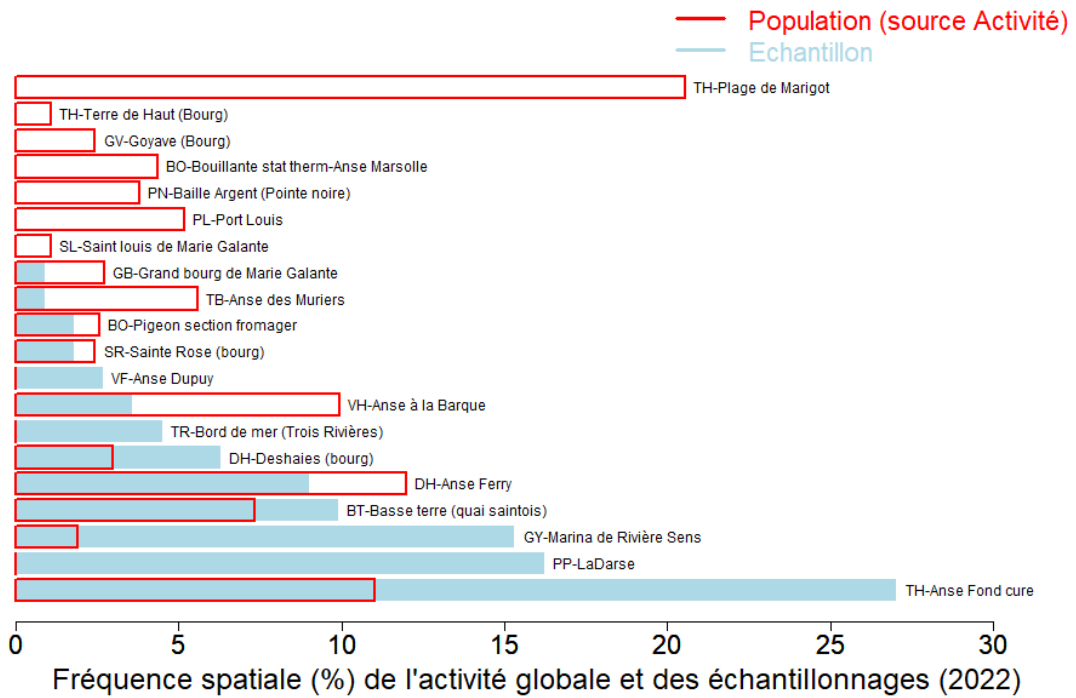 Population (source Activité)
Echantillon
TH-Plage de Marigot
TH-Terre de Haut (Bourg)
GV-Goyave (Bourg)
BO-Bouillante stat therm-Anse Marsolle
PN-Baille Argent (Pointe noire)
PL-Port Louis
SL-Saint louis de Marie Galante
GB-Grand bourg de Marie Galante
TB-Anse des Muriers
BO-Pigeon section fromager
SR-Sainte Rose (bourg)
VF-Anse Dupuy
VH-Anse à la Barque
TR-Bord de mer (Trois Rivières)
DH-Deshaies (bourg)
DH-Anse Ferry
BT-Basse terre (quai saintois)
GY-Marina de Rivière Sens
PP-LaDarse
TH-Anse Fond cure
0 5 10 15 20 25 30
Fréquence spatiale (%) de l'activité globale et des échantillonnages (2022)